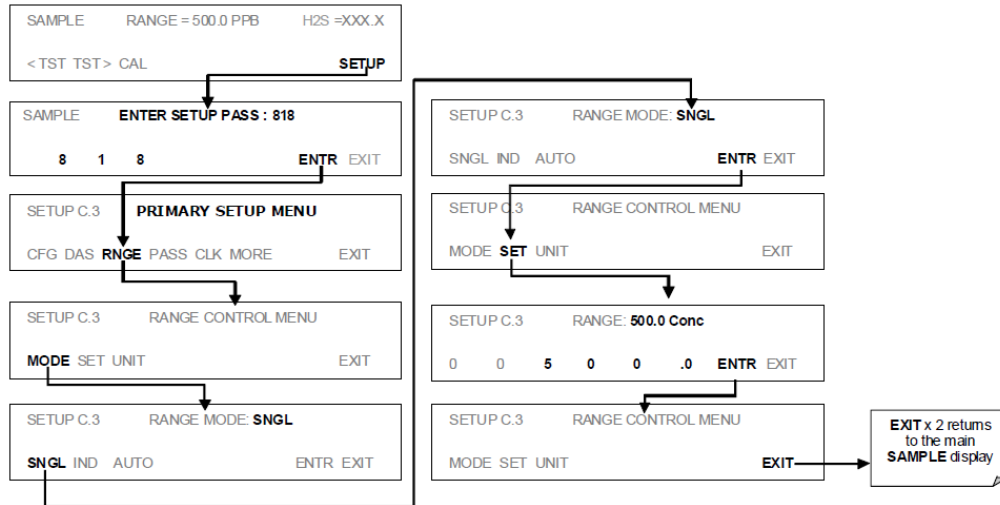 SAMPLE RANGE = 500.0 PPB H2S =XXX.X
< TST TST > CAL SETUP
SAMPLE ENTER SETUP PASS : 818
8 1 8 ENTR EXIT
SETUP C.3 PRIMARY SETUP MENU
CFG DAS RNGE PASS CLK MORE EXIT
SETUP C.3 RANGE CONTROL MENU
MODE SET UNIT EXIT
SETUP C.3 RANGE MODE: SNGL
SNGL IND AUTO ENTR EXIT
SETUP C.3 RANGE MODE: SNGL
SNGL IND AUTO ENTR EXIT
SETUP C.3 RANGE CONTROL MENU
MODE SET UNIT EXIT
SETUP C.3 RANGE: 500.0 Conc
0 0 5 0 0 .0 ENTR EXIT
SETUP C.3 RANGE CONTROL MENU
MODE SET UNIT EXIT
EXIT x 2 returns
to the main
SAMPLE display